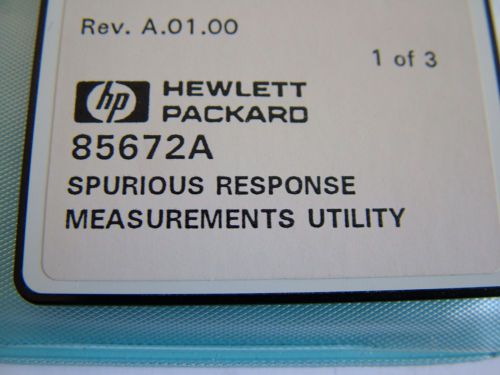 Rev. A.01.00
1 of 3
hp HEWLETT
PACKARD
85672A
SPURIOUS RESPONSE
MEASUREMENTS UTILITY